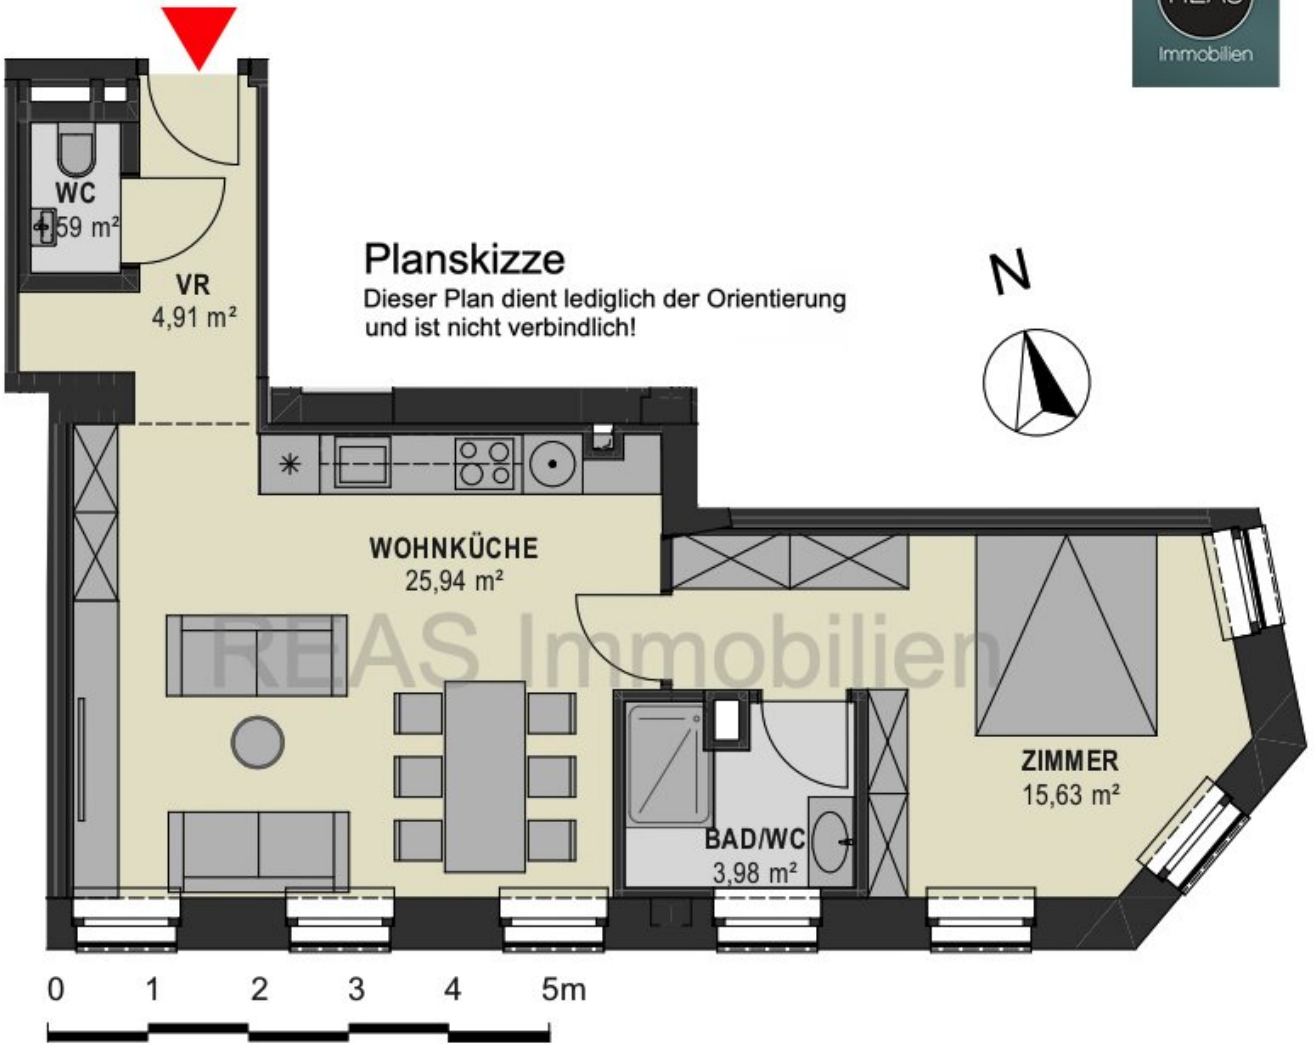 Immobilien
WC
,59 m²
VR
4,91 m²
Planskizze
Dieser Plan dient lediglich der Orientierung
und ist nicht verbindlich!
N
WOHNKÜCHE
25,94 m²
REAS Immobilien
ZIMMER
15,63 m²
BAD/WC
3,98 m²
0 1 2 3 4 5m